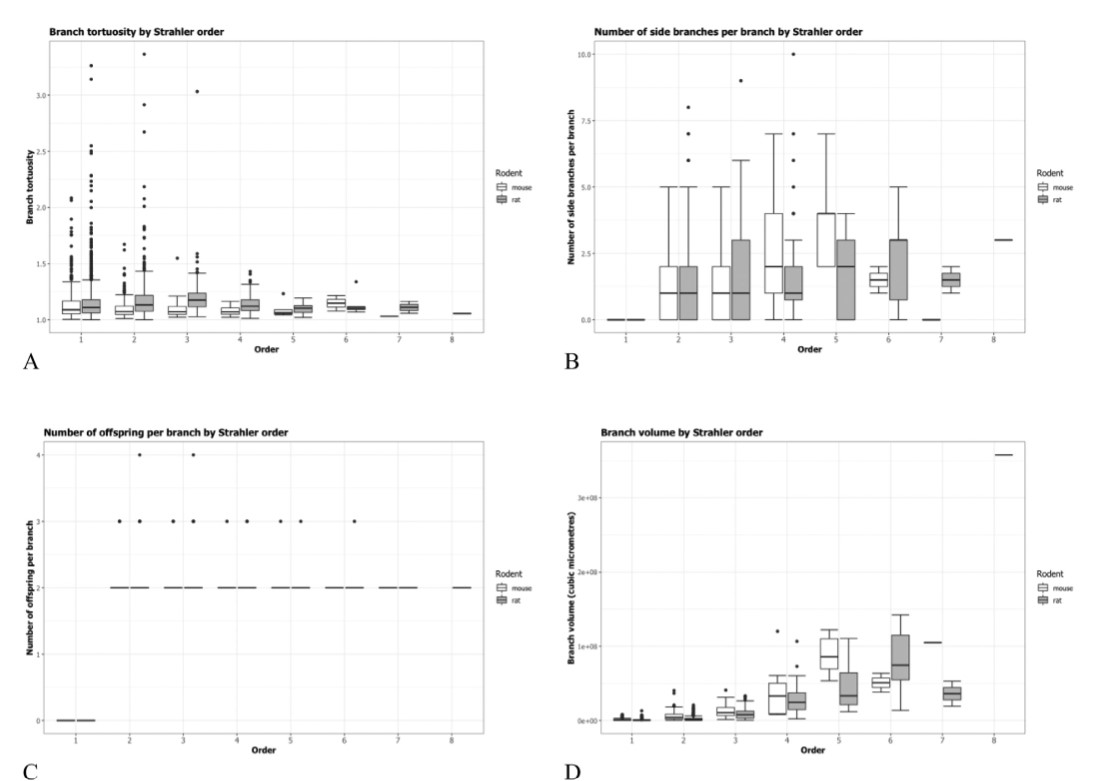 Branch tortuosity by Strahler order
Branch tortuosity
3.0
2.5
2.0
1.5
1.0
1 2 3 4 5 6 7 8
Order
Rodent
mouse
rat
A
Number of side branches per branch by Strahler order
Number of side branches per branch
10.0
7.5
5.0
2.5
0.0
1 2 3 4 5 6 7 8
Order
Rodent
mouse
rat
B
Number of offspring per branch by Strahler order
Number of offspring per branch
4
3
2
1
0
1 2 3 4 5 6 7 8
Order
Rodent
mouse
rat
C
Branch volume by Strahler order
Branch volume (cubic micrometres)
3e+08
2e+08
1e+08
0e+00
1 2 3 4 5 6 7 8
Order
Rodent
mouse
rat
D